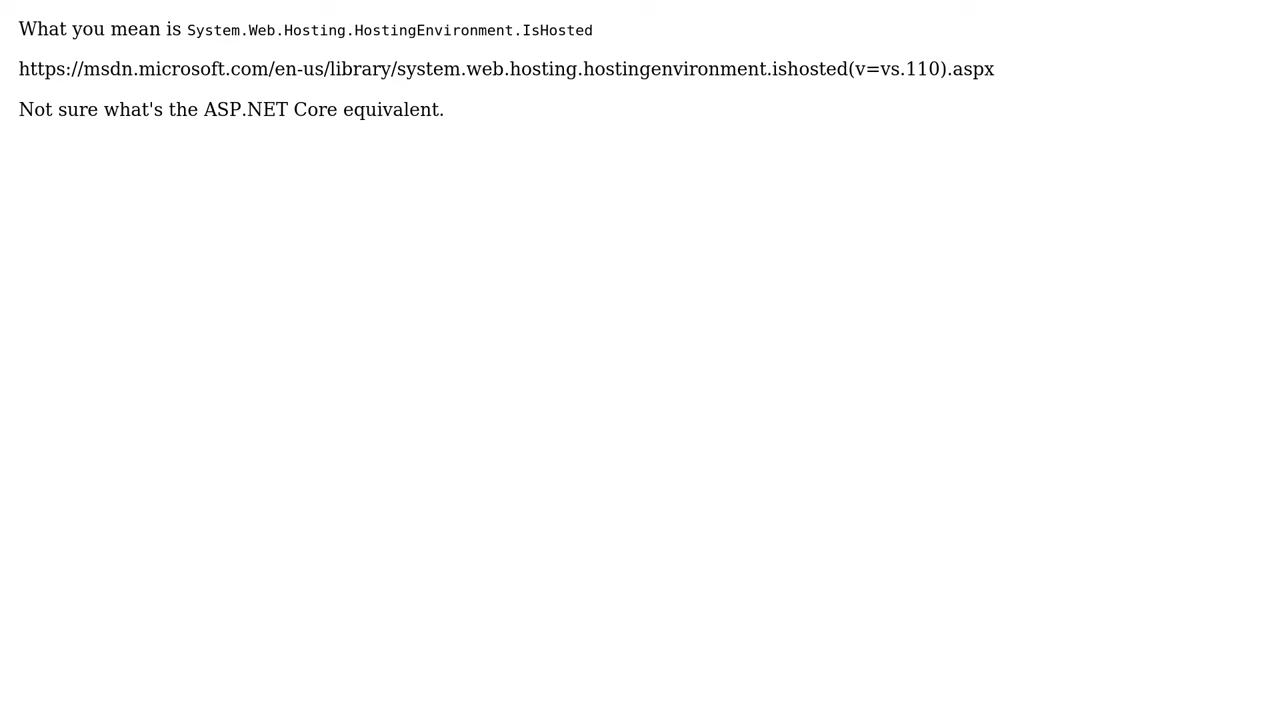 What you mean is System.Web.Hosting.HostingEnvironment.IsHosted
https://msdn.microsoft.com/en-us/library/system.web.hosting.hostingenvironment.ishosted(v=vs.110).aspx
Not sure what's the ASP.NET Core equivalent.